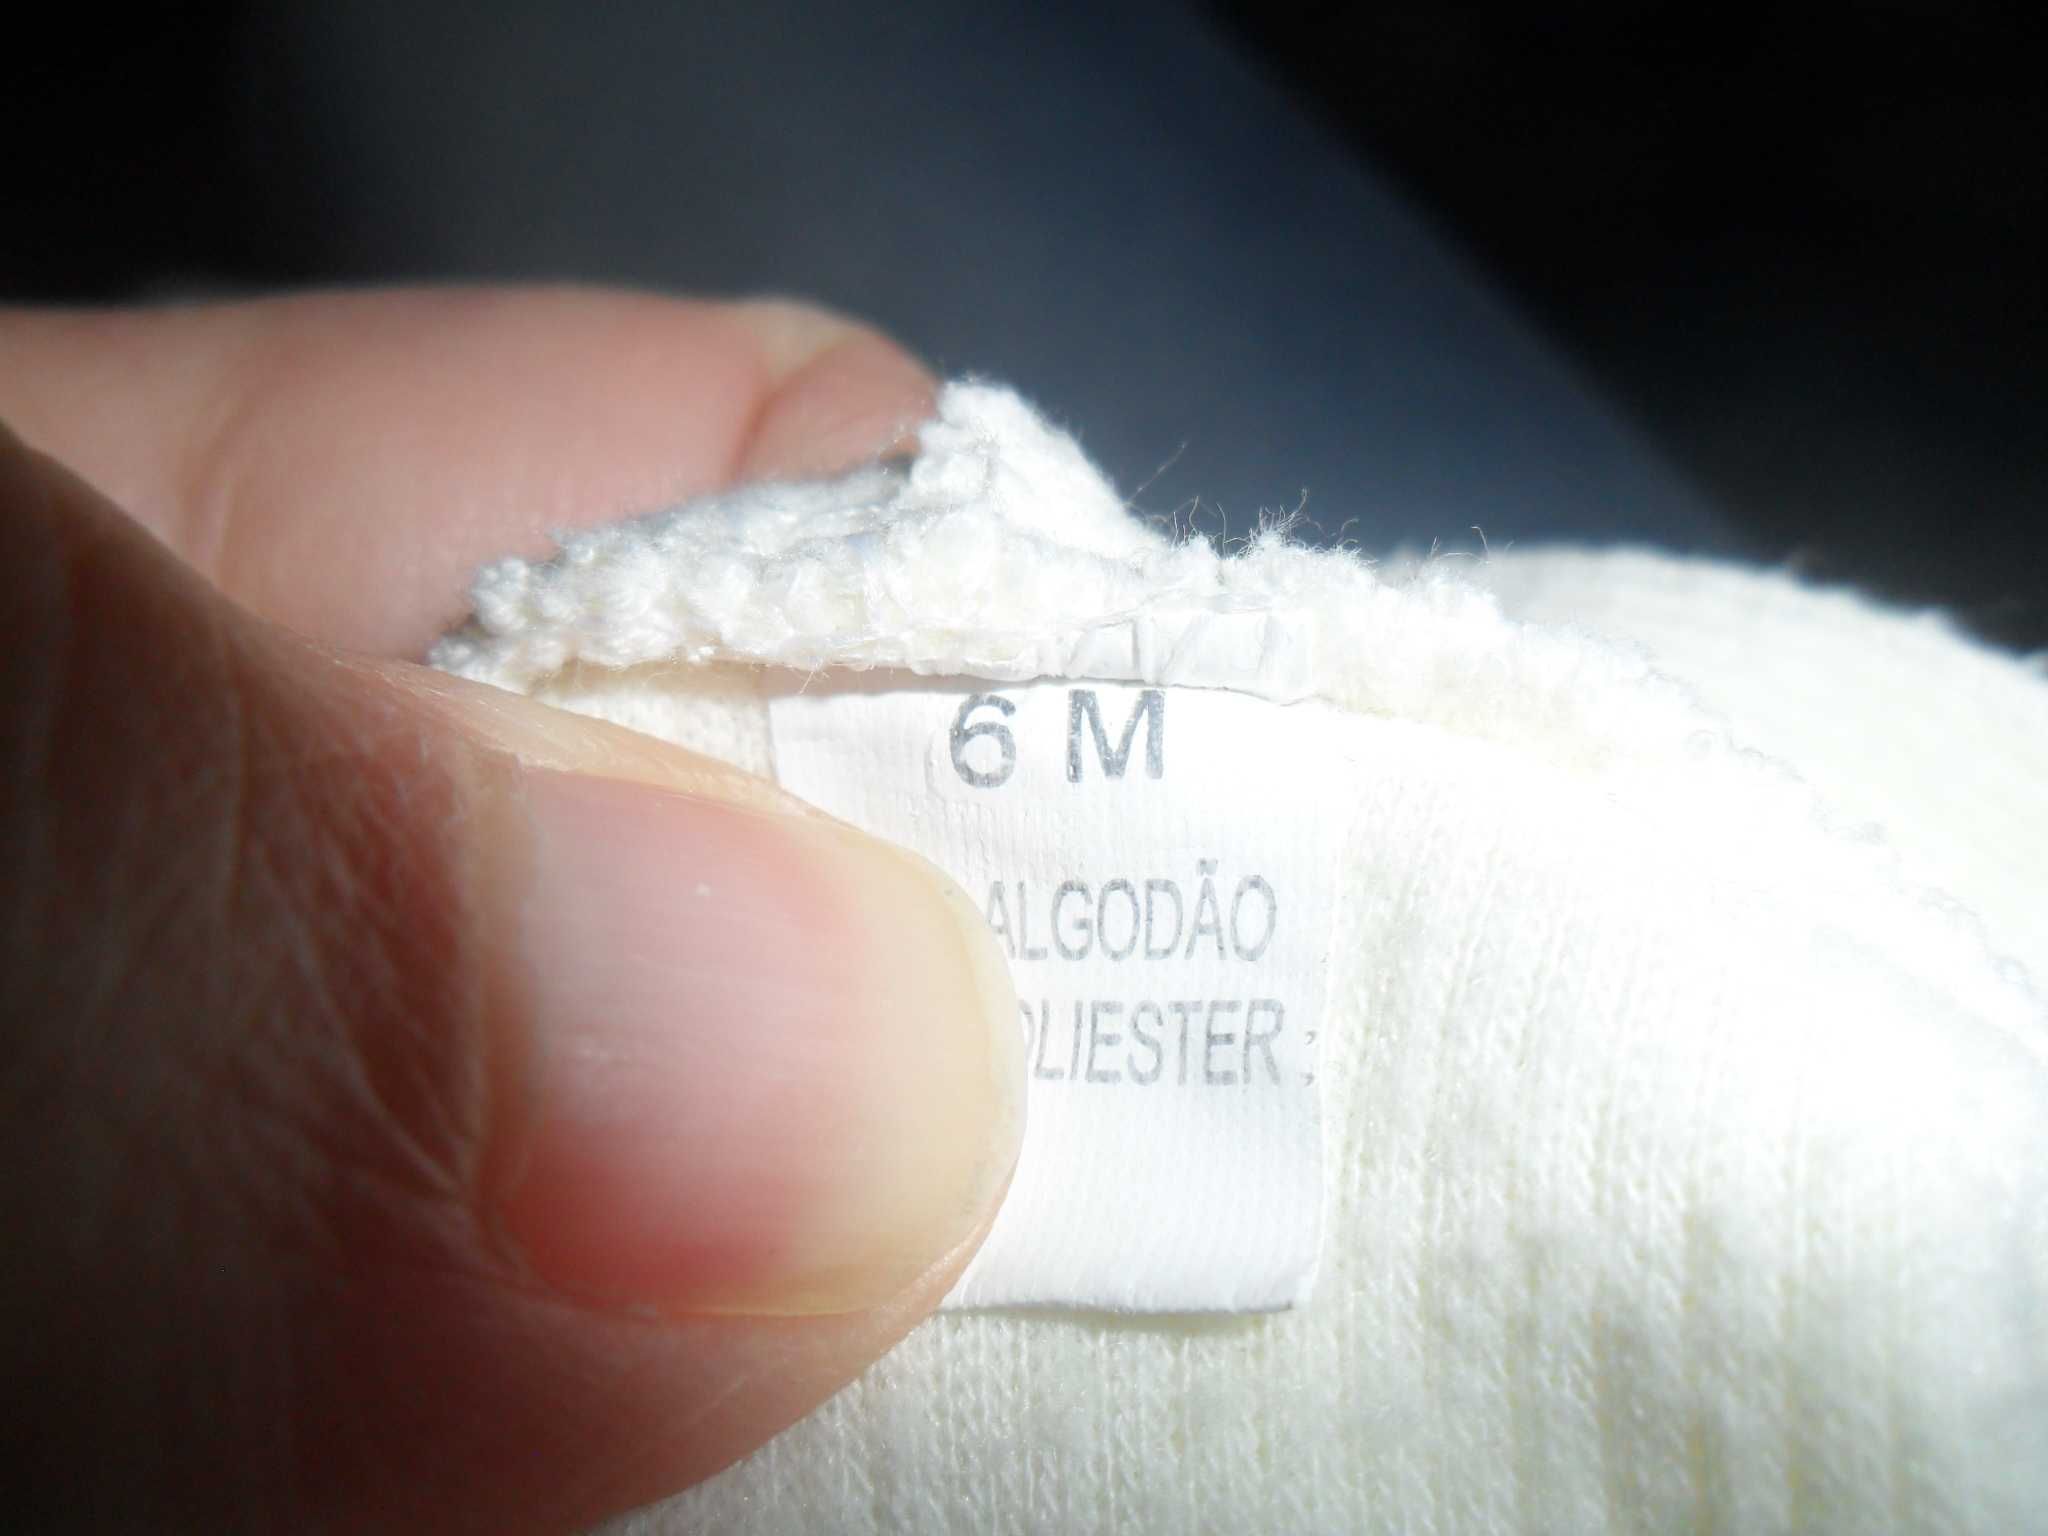 6 M
ALGODÃO
OLIESTER ;